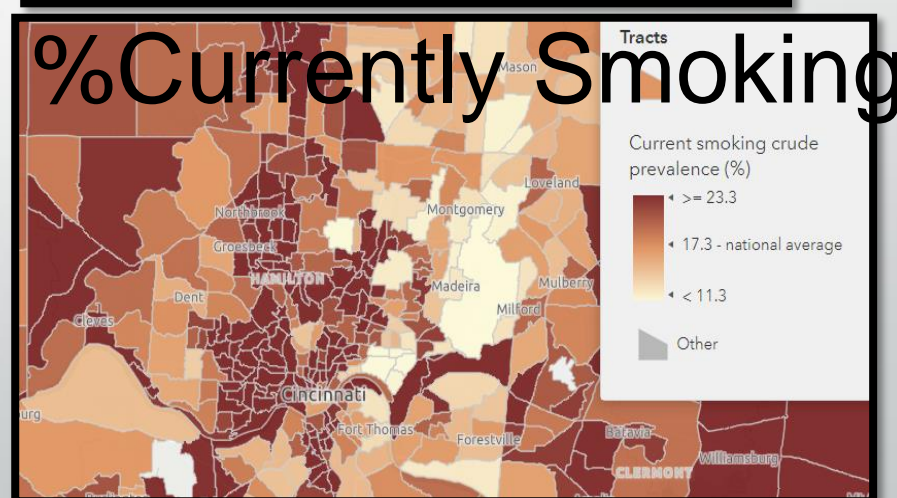 %Currently Smoking
Tracts
Mason
Current smoking crude
prevalence (%)
>= 23.3
17.3 - national average
< 11.3
Other
Loveland
Northbrook
Montgomery
Groesbeck
HAMILTON
Madeira
Mulberry
Dent
Milford
Cleves
Cincinnati
urg
Fort Thomas
Forestville
Batavia
Williamsburg
CLERMONT